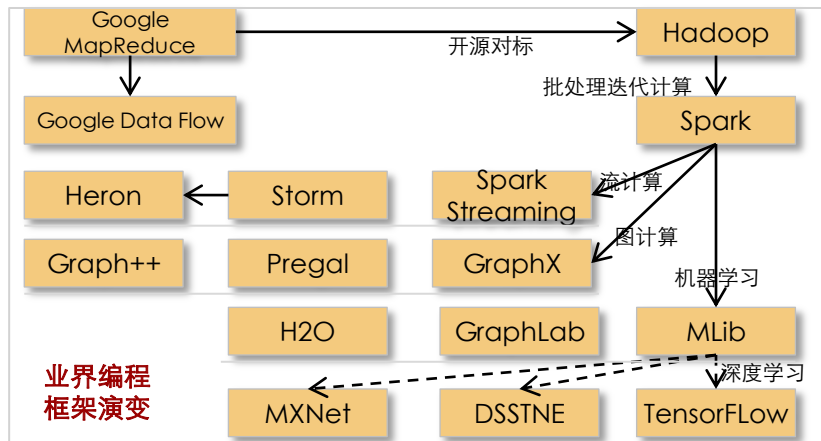 Google
MapReduce
开源对标
Hadoop
批处理迭代计算
Google Data Flow
Spark
Heron
Storm
Spark
Streaming
流计算
图计算
Graph++
Pregal
GraphX
机器学习
H2O
GraphLab
MLib
业界编程
框架演变
深度学习
MXNet
DSSTNE
TensorFLow